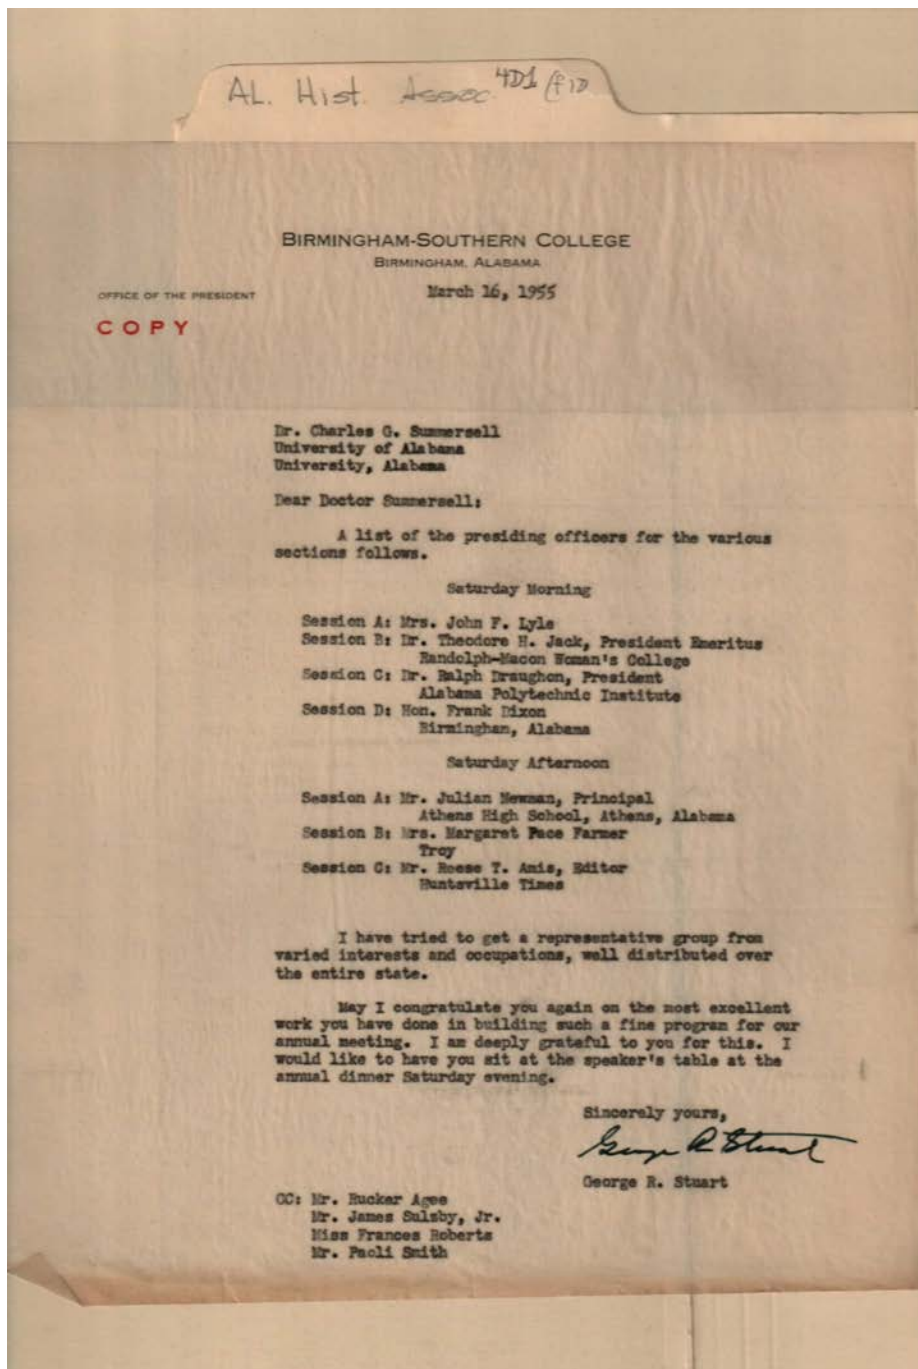 AL. Hist. Assoc. 4D1 (f10
BIRMINGHAM-SOUTHERN COLLEGE
BIRMINGHAM, ALABAMA
OFFICE OF THE PRESIDENT
March 16, 1955
COPY
Dr. Charles G. Summersell
University of Alabama
University, Alabama
Dear Doctor Summersell:
A list of the presiding officers for the various
sections follows.
Saturday Morning
Session A: Mrs. John F. Lyle
Session B: Dr. Theodore H. Jack, President Emeritus
Randolph-Macon Woman's College
Session C: Dr. Ralph Draughon, President
Alabama Polytechnic Institute
Session D: Hon. Frank Dixon
Birmingham, Alabama
Saturday Afternoon
Session A: Mr. Julian Newman, Principal
Athens High School, Athens, Alabama
Session B: Mrs. Margaret Pace Farmer
Troy
Session C: Mr. Reese T. Amis, Editor
Huntsville Times
I have tried to get a representative group from
varied interests and occupations, well distributed over
the entire state.
May I congratulate you again on the most excellent
work you have done in building such a fine program for our
annual meeting. I am deeply grateful to you for this. I
would like to have you sit at the speaker's table at the
annual dinner Saturday evening.
Sincerely yours,
George R Stuart
George R. Stuart
CC: Mr. Rucker Agee
Mr. James Sulzby, Jr.
Miss Frances Roberts
Mr. Paoli Smith